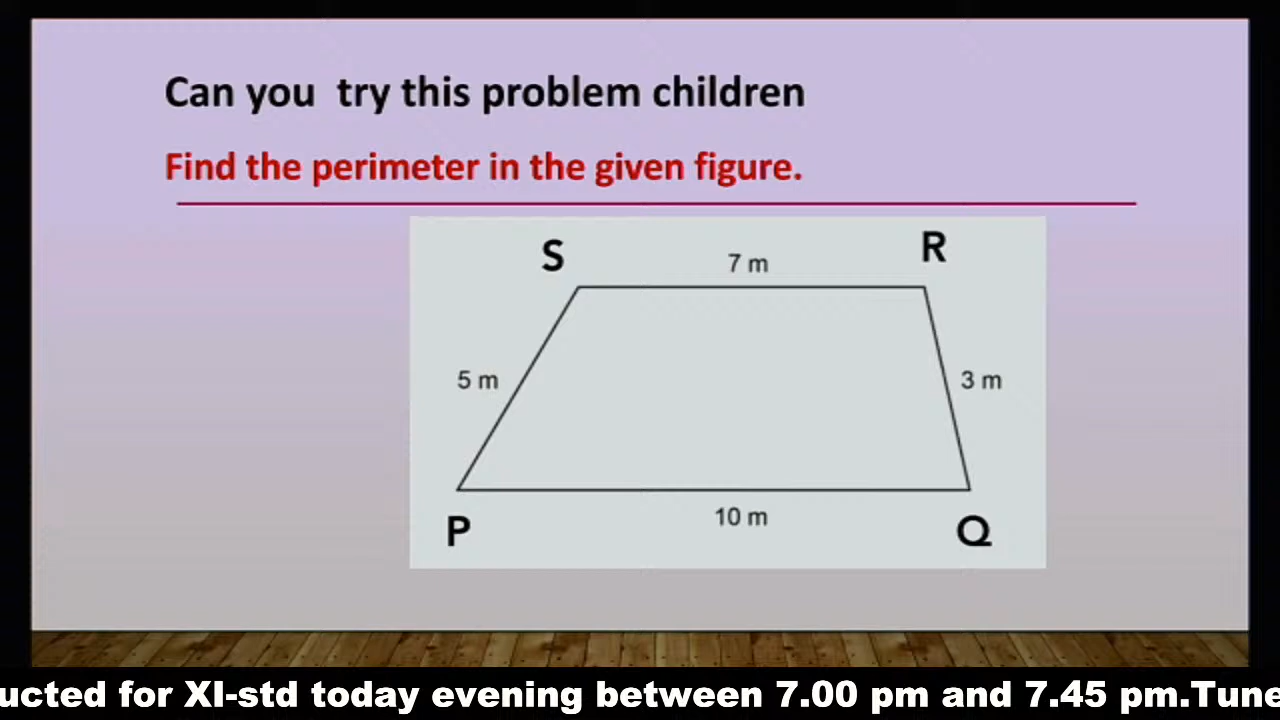 Can you try this problem children
Find the perimeter in the given figure.
S
7 m
R
5 m
3 m
P
10 m
Q
ucted for XI-std today evening between 7.00 pm and 7.45 pm.Tune